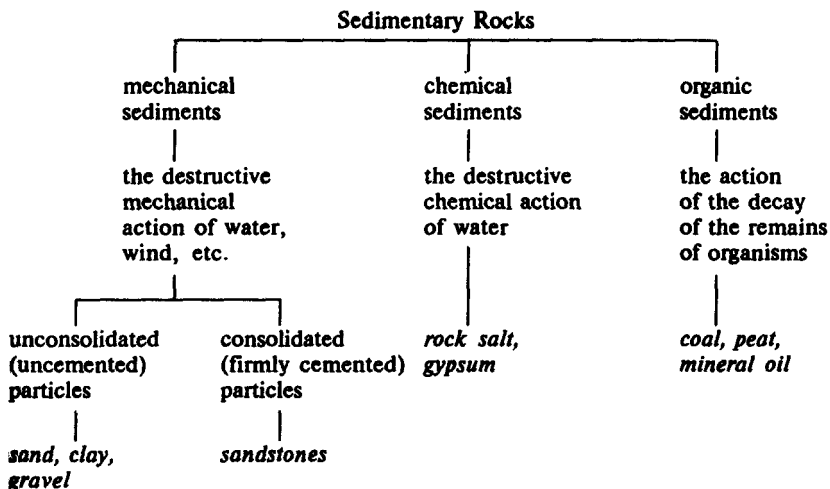 Sedimentary Rocks
mechanical
sediments
chemical
sediments
organic
sediments
the destructive
mechanical
action of water,
wind, etc.
the destructive
chemical action
of water
the action
of the decay
of the remains
of organisms
unconsolidated
(uncemented)
particles
consolidated
(firmly cemented)
particles
rock salt,
gypsum
coal, peat,
mineral oil
sand, clay,
gravel
sandstones